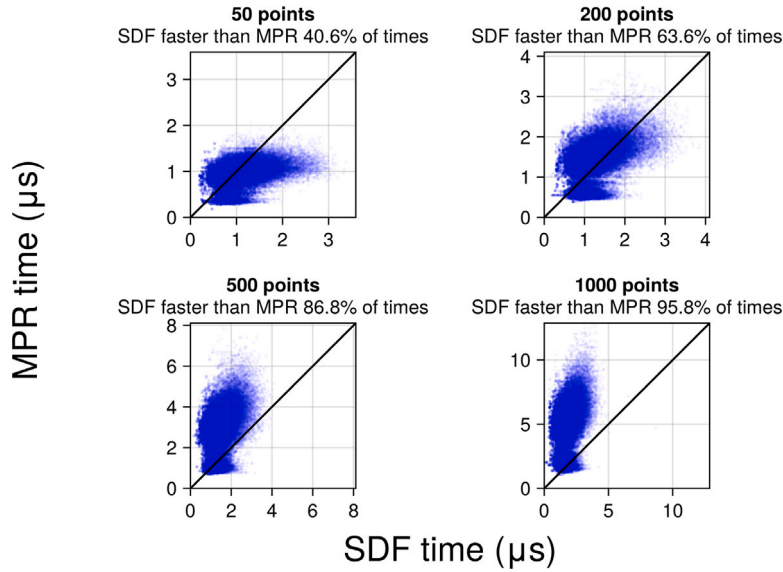 50 points
SDF faster than MPR 40.6% of times
200 points
SDF faster than MPR 63.6% of times
3
2
1
0
0 1 2 3
4
3
2
1
0
0 1 2 3 4
MPR time (μs)
500 points
SDF faster than MPR 86.8% of times
1000 points
SDF faster than MPR 95.8% of times
8
6
4
2
0
0 2 4 6 8
10
5
0
0 5 10
SDF time (μs)